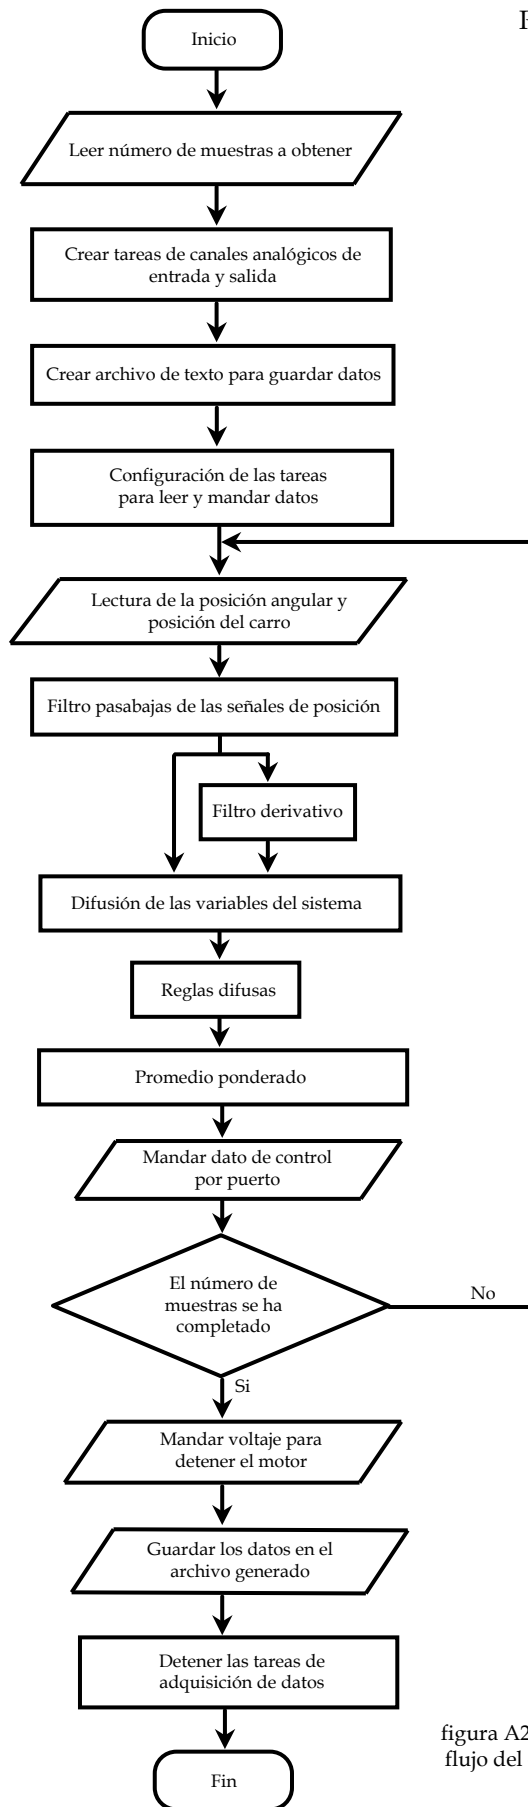 Inicio
Leer número de muestras a obtener
Crear tareas de canales analógicos de
entrada y salida
Crear archivo de texto para guardar datos
Configuración de las tareas
para leer y mandar datos
Lectura de la posición angular y
posición del carro
Filtro pasabajas de las señales de posición
Filtro derivativo
Difusión de las variables del sistema
Reglas difusas
Promedio ponderado
Mandar dato de control
por puerto
El número de
muestras se ha
completado
No
Si
Mandar voltaje para
detener el motor
Guardar los datos en el
archivo generado
Detener las tareas de
adquisición de datos
figura A2
flujo del
Fin